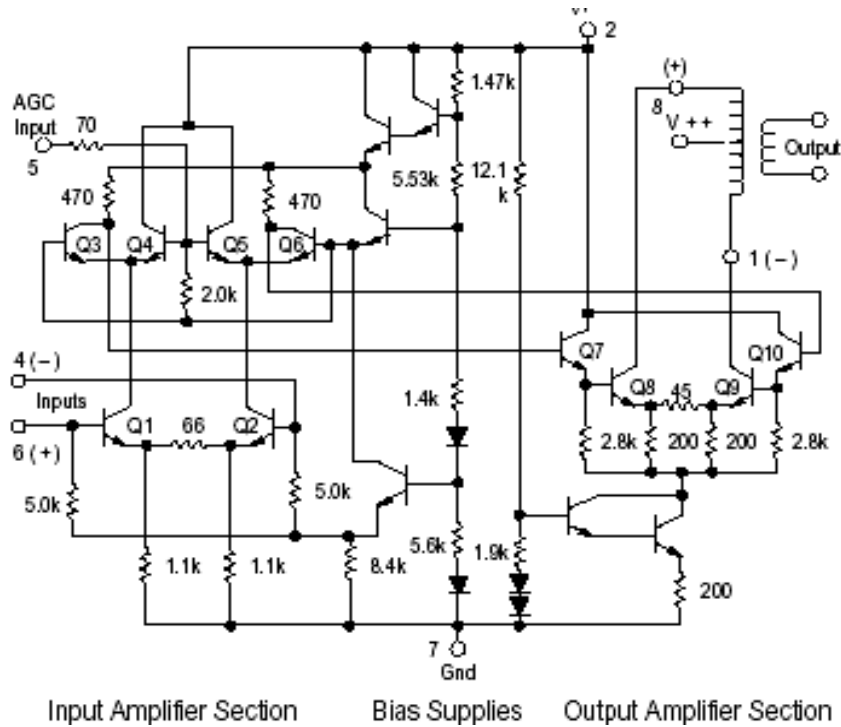 2
1.47k
(+)
AGC
Input
70
8
V ++
Output
5
5.53k
12.1
k
470
470
Q3
Q4
Q5
Q6
1 (−)
2.0k
Q7
Q10
4 (−)
Q8
45
Q9
Inputs
Q1
66
Q2
1.4k
6 (+)
2.8k
200
200
2.8k
5.0k
5.0k
5.6k
1.9k
1.1k
1.1k
8.4k
200
7
Gnd
Input Amplifier Section
Bias Supplies
Output Amplifier Section